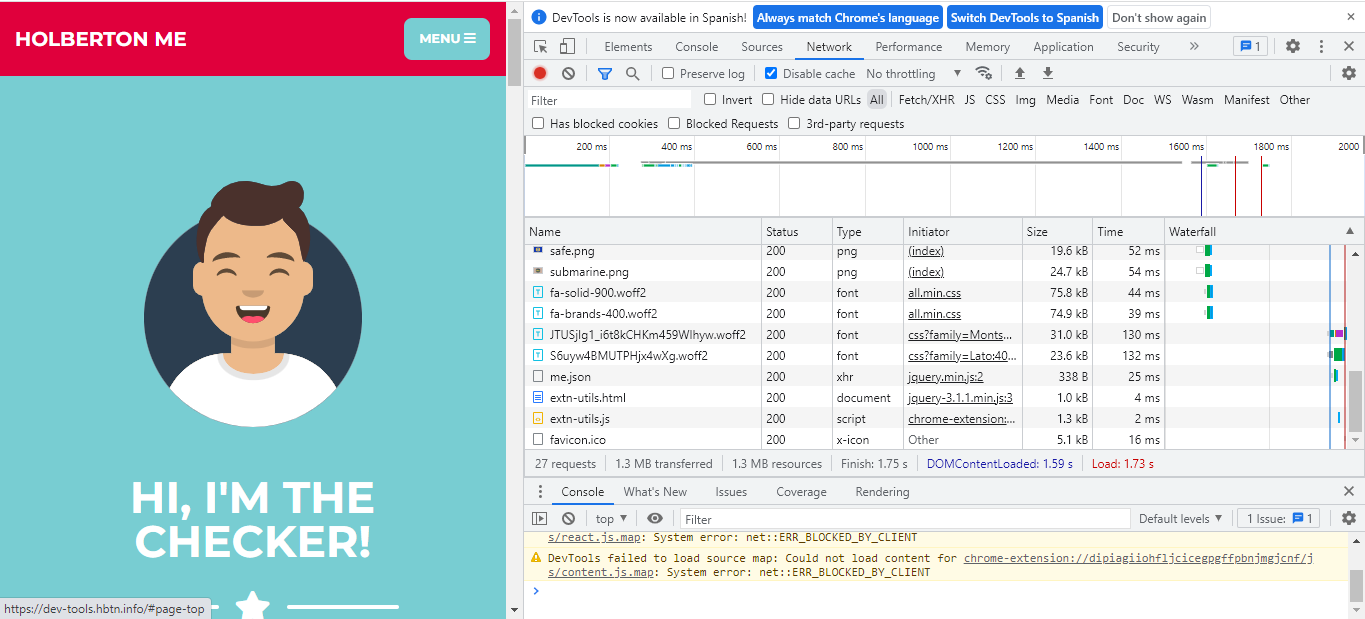 HOLBERTON ME
MENU
HI, I'M THE
CHECKER!
https://dev-tools.hbtn.info/#page-top
DevTools is now available in Spanish! Always match Chrome's language Switch DevTools to Spanish Don't show again
Elements Console Sources Network Performance Memory Application Security 1
Preserve log Disable cache No throttling
Filter Invert Hide data URLs All Fetch/XHR JS CSS Img Media Font Doc WS Wasm Manifest Other
Has blocked cookies Blocked Requests 3rd-party requests
200 ms 400 ms 600 ms 800 ms 1000 ms 1200 ms 1400 ms 1600 ms 1800 ms 2000
Name Status Type Initiator Size Time Waterfall
safe.png 200 png (index) 19.6 kB 52 ms
submarine.png 200 png (index) 24.7 kB 54 ms
fa-solid-900.woff2 200 font all.min.css 75.8 kB 44 ms
fa-brands-400.woff2 200 font all.min.css 74.9 kB 39 ms
JTUSjIg1_i6t8kCHKm459Wlhyw.woff2 200 font css?family=Monts... 31.0 kB 130 ms
S6uyw4BMUTPHjx4wXg.woff2 200 font css?family=Lato:40... 23.6 kB 132 ms
me.json 200 xhr jquery.min.js:2 338 B 25 ms
extn-utils.html 200 document jquery-3.1.1.min.js:3 1.0 kB 4 ms
extn-utils.js 200 script chrome-extension:... 1.3 kB 2 ms
favicon.ico 200 x-icon Other 5.1 kB 16 ms
27 requests 1.3 MB transferred 1.3 MB resources Finish: 1.75 s DOMContentLoaded: 1.59 s Load: 1.73 s
Console What's New Issues Coverage Rendering
top Filter Default levels 1 Issue: 1
s/react.js.map: System error: net::ERR_BLOCKED_BY_CLIENT
DevTools failed to load source map: Could not load content for chrome-extension://dipiagiiohfljcicegpgffpbnjmgjcnf/j
s/content.js.map: System error: net::ERR_BLOCKED_BY_CLIENT